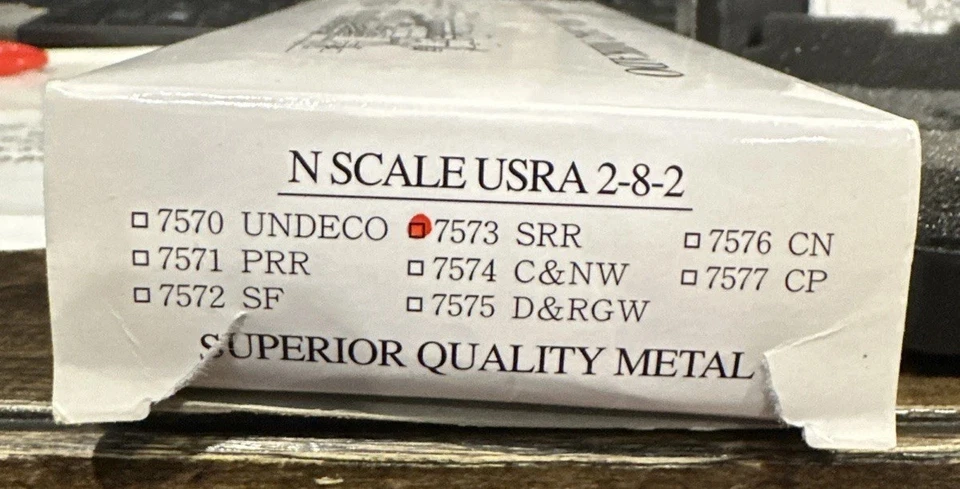 N SCALE USRA 2-8-2
7570 UNDECO
7571 PRR
7572 SF
7573 SRR
7574 C&NW
7575 D&RGW
7576 CN
7577 CP
SUPERIOR QUALITY METAL